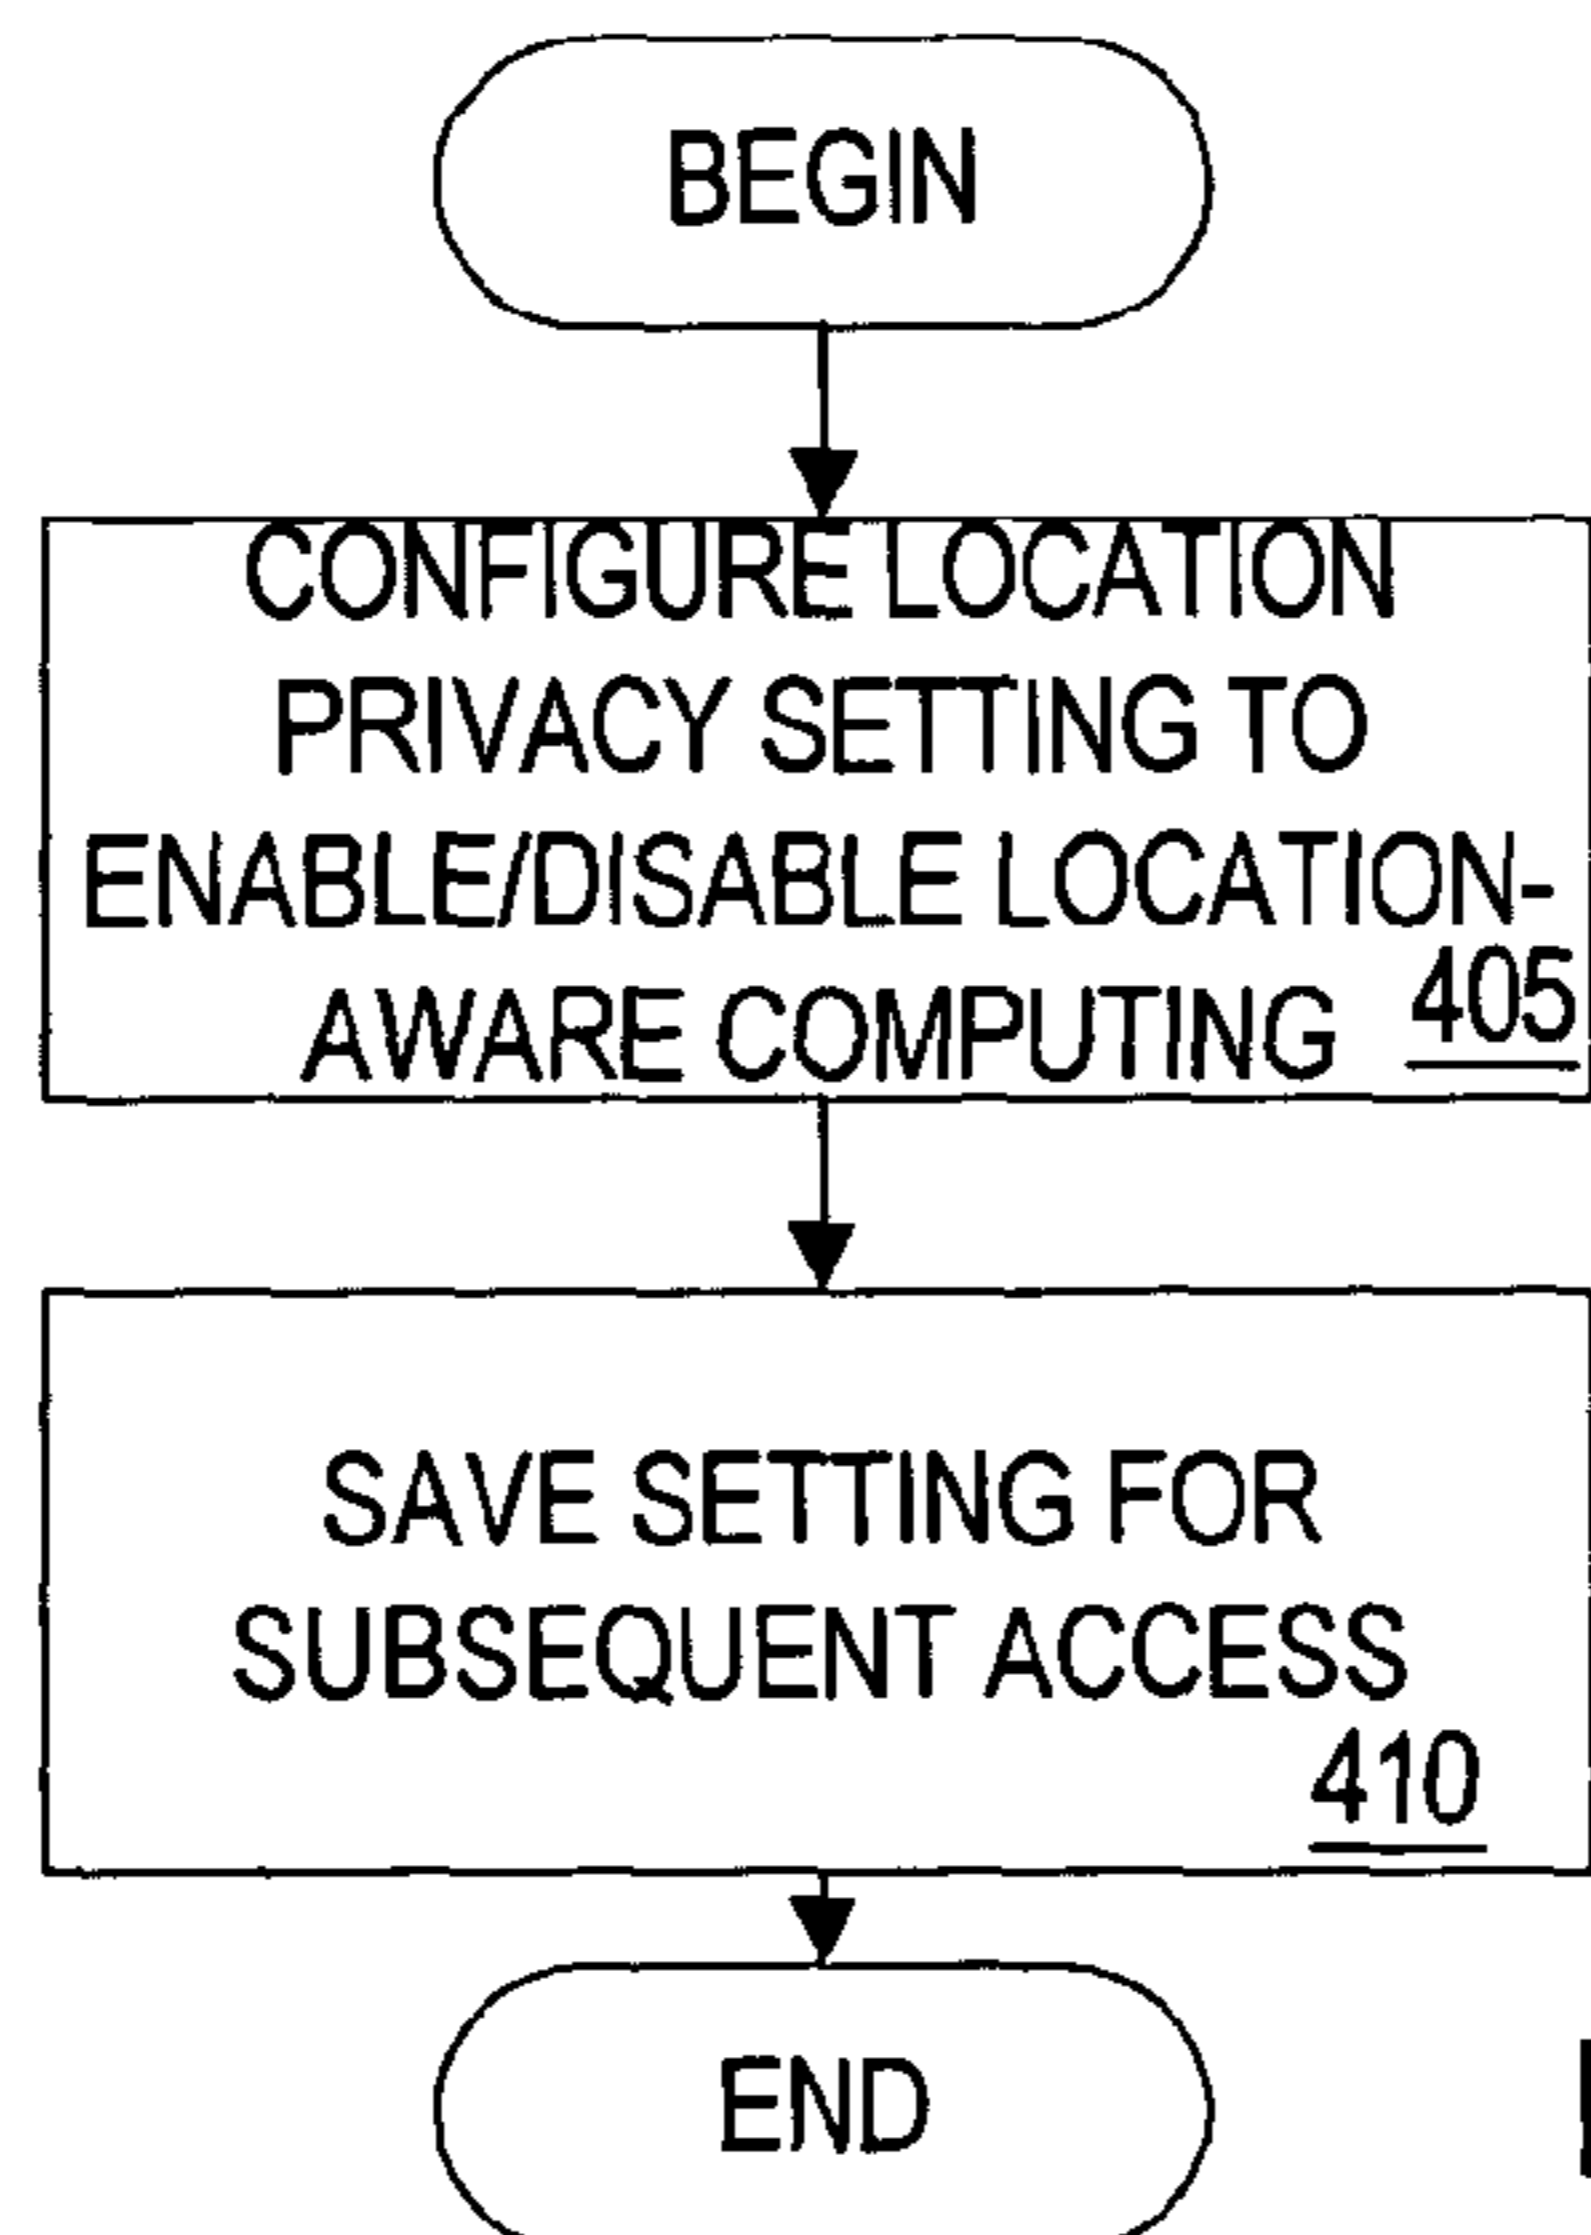 BEGIN
CONFIGURE LOCATION
PRIVACY SETTING TO
ENABLE/DISABLE LOCATION-
AWARE COMPUTING 405
SAVE SETTING FOR
SUBSEQUENT ACCESS
410
END